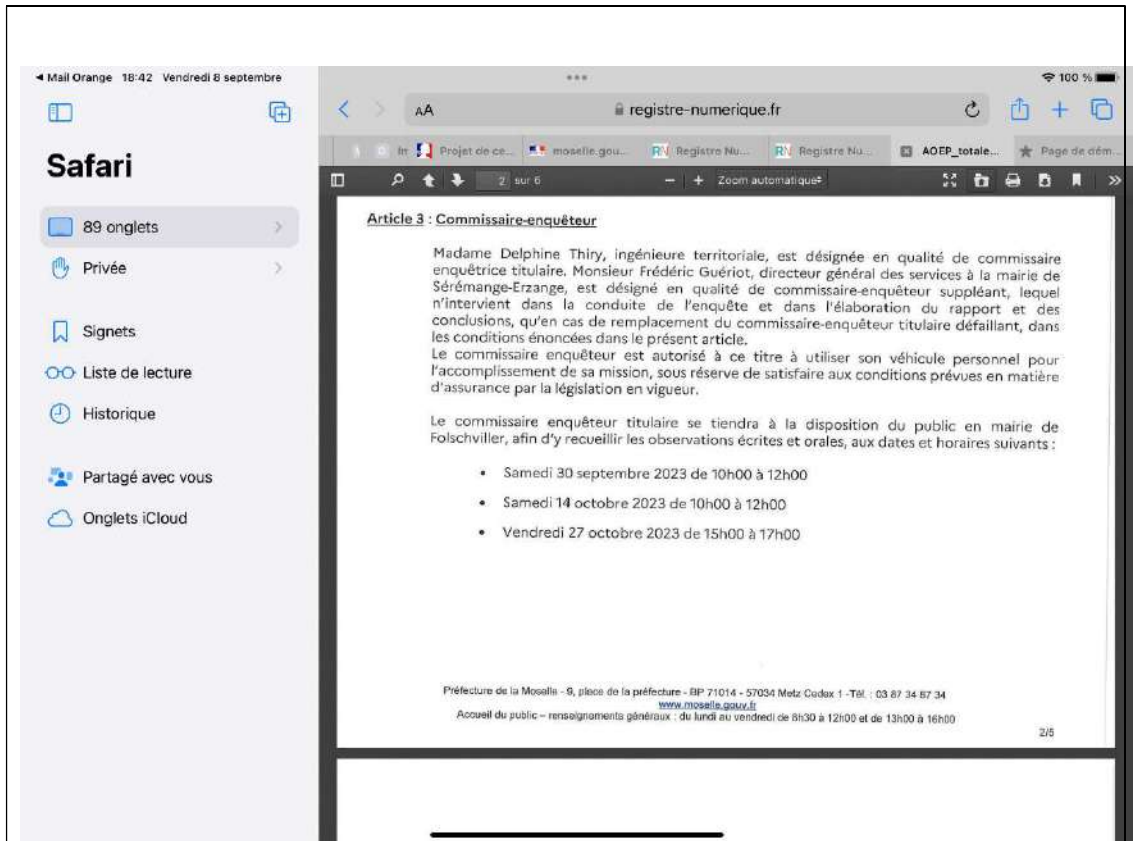 ◀ Mail Orange 18:42 Vendredi 8 septembre
100 %
AA
registre-numerique.fr
Projet de ce...
moselle.gou...
RN Registre Nu...
RN Registre Nu...
AOEP_totale...
Page de dém...
Safari
89 onglets
Privée
Signets
Liste de lecture
Historique
Partagé avec vous
Onglets iCloud
2 sur 6
− + Zoom automatique
Article 3 : Commissaire-enquêteur
Madame Delphine Thiry, ingénieure territoriale, est désignée en qualité de commissaire
enquêtrice titulaire. Monsieur Frédéric Guériot, directeur général des services à la mairie de
Sérémange-Erzange, est désigné en qualité de commissaire-enquêteur suppléant, lequel
n'intervient dans la conduite de l'enquête et dans l'élaboration du rapport et des
conclusions, qu'en cas de remplacement du commissaire-enquêteur titulaire défaillant, dans
les conditions énoncées dans le présent article.
Le commissaire enquêteur est autorisé à ce titre à utiliser son véhicule personnel pour
l'accomplissement de sa mission, sous réserve de satisfaire aux conditions prévues en matière
d'assurance par la législation en vigueur.
Le commissaire enquêteur titulaire se tiendra à la disposition du public en mairie de
Folschviller, afin d'y recueillir les observations écrites et orales, aux dates et horaires suivants :
• Samedi 30 septembre 2023 de 10h00 à 12h00
• Samedi 14 octobre 2023 de 10h00 à 12h00
• Vendredi 27 octobre 2023 de 15h00 à 17h00
Préfecture de la Moselle - 9, place de la préfecture - BP 71014 - 57034 Metz Cedex 1 -Tél. : 03 87 34 87 34
www.moselle.gouv.fr
Accueil du public – renseignements généraux : du lundi au vendredi de 8h30 à 12h00 et de 13h00 à 16h00
2/5